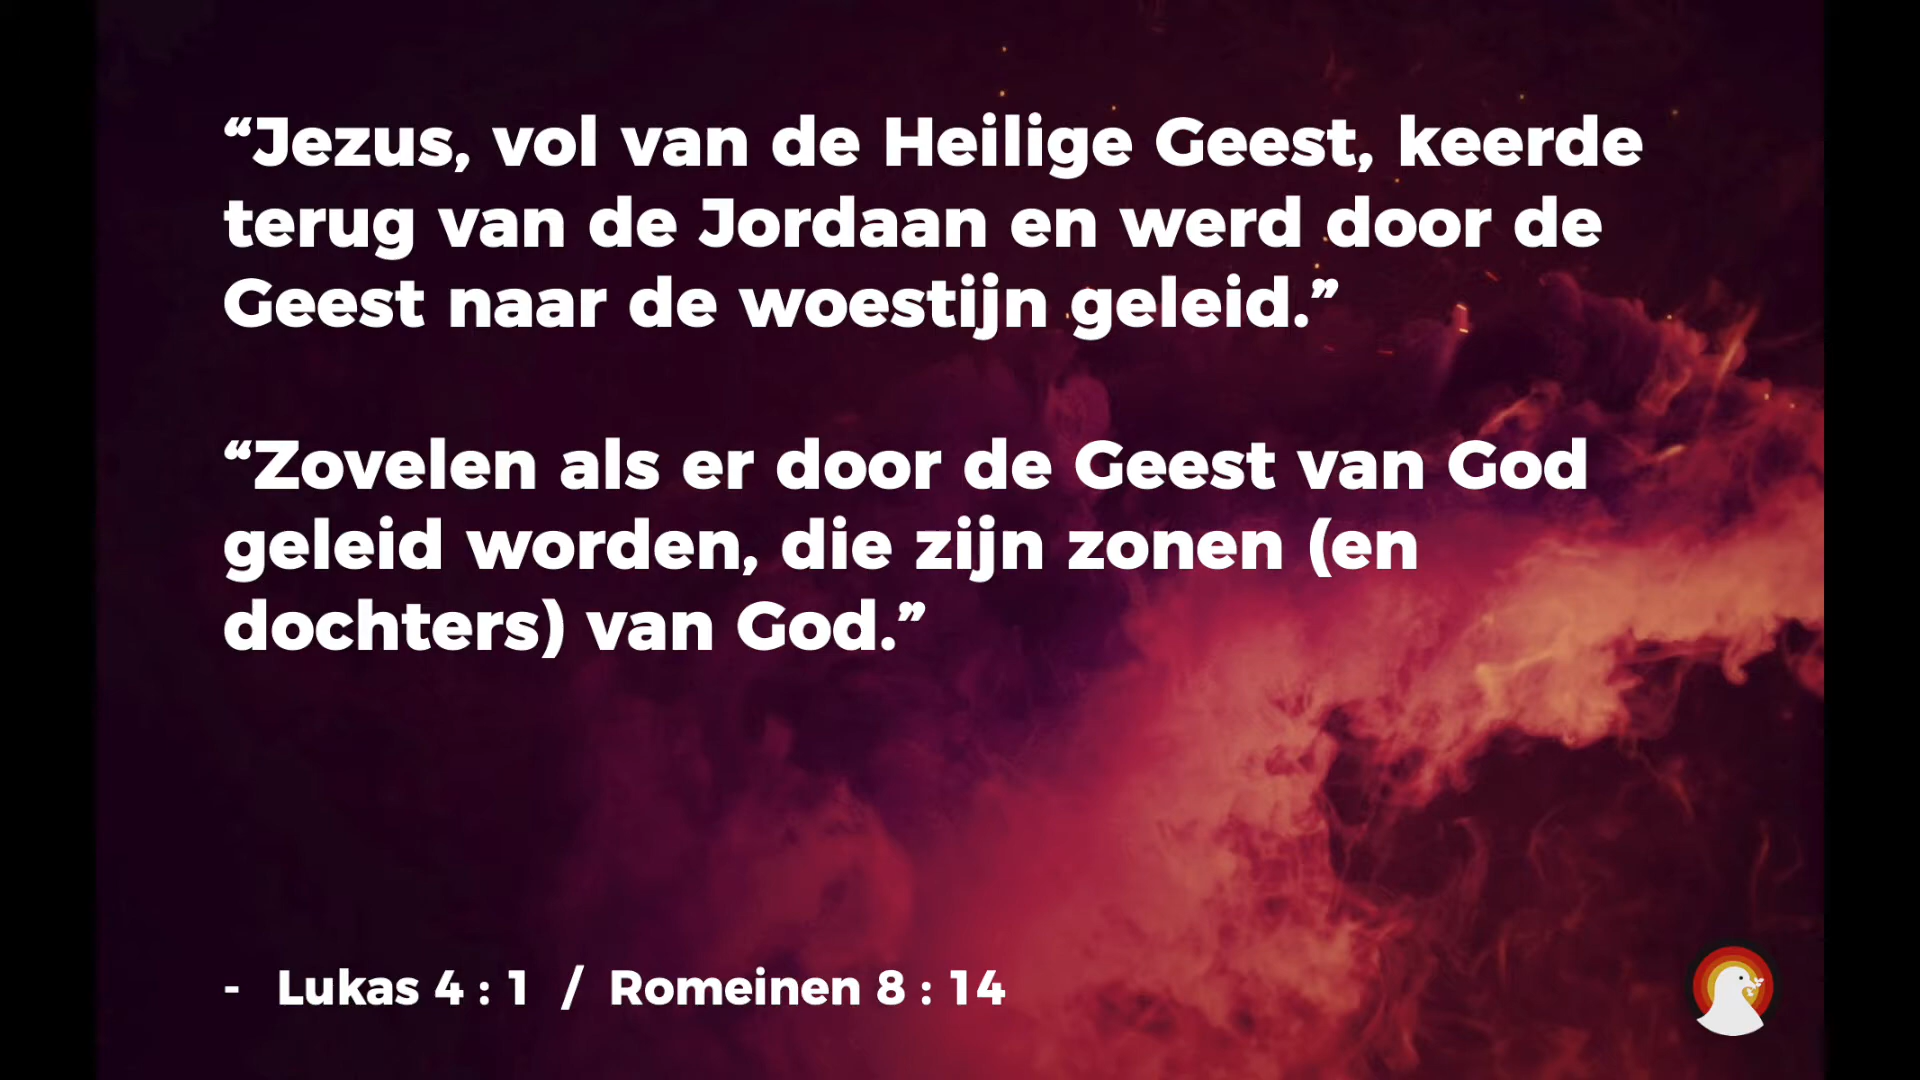 “Jezus, vol van de Heilige Geest, keerde
terug van de Jordaan en werd door de
Geest naar de woestijn geleid.”
“Zovelen als er door de Geest van God
geleid worden, die zijn zonen (en
dochters) van God.”
- Lukas 4 : 1 / Romeinen 8 : 14